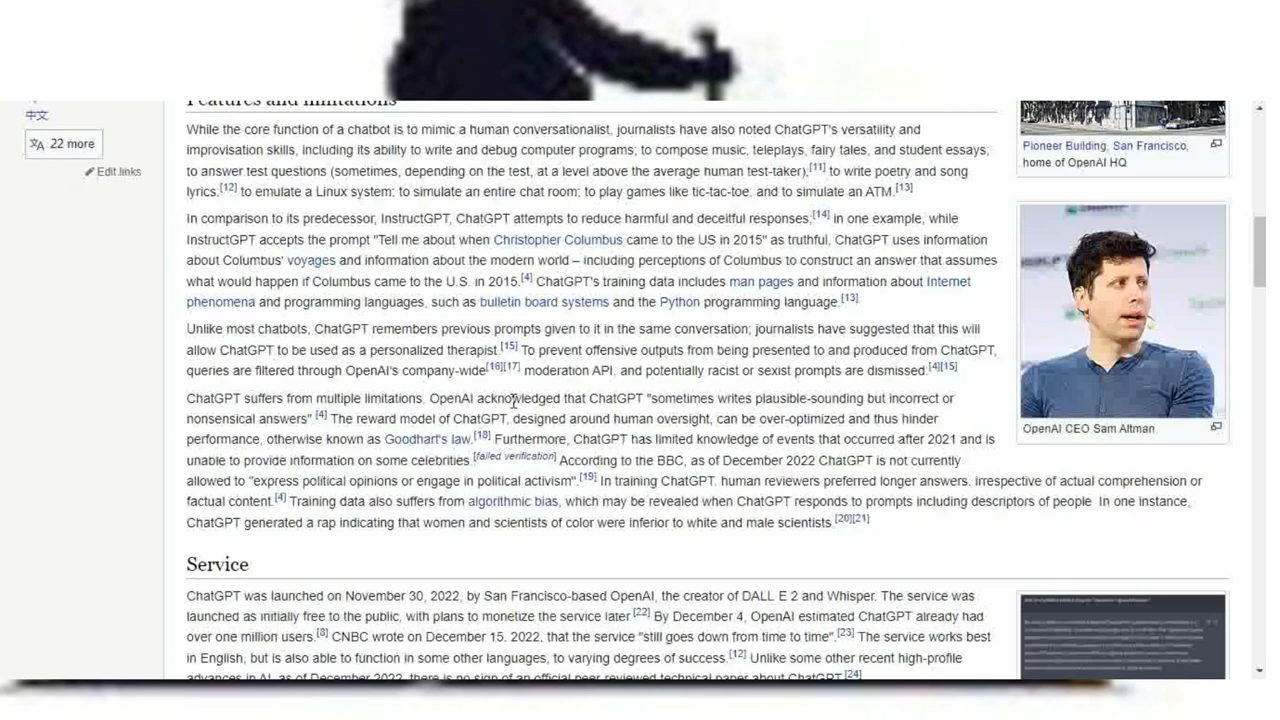 中文
22 more
Edit links
Features and limitations
While the core function of a chatbot is to mimic a human conversationalist, journalists have also noted ChatGPT's versatility and
improvisation skills, including its ability to write and debug computer programs; to compose music, teleplays, fairy tales, and student essays;
to answer test questions (sometimes, depending on the test, at a level above the average human test-taker);[11] to write poetry and song
lyrics;[12] to emulate a Linux system; to simulate an entire chat room; to play games like tic-tac-toe; and to simulate an ATM.[13]
In comparison to its predecessor, InstructGPT, ChatGPT attempts to reduce harmful and deceitful responses;[14] in one example, while
InstructGPT accepts the prompt "Tell me about when Christopher Columbus came to the US in 2015" as truthful, ChatGPT uses information
about Columbus' voyages and information about the modern world – including perceptions of Columbus to construct an answer that assumes
what would happen if Columbus came to the U.S. in 2015.[4] ChatGPT's training data includes man pages and information about Internet
phenomena and programming languages, such as bulletin board systems and the Python programming language.[13]
Unlike most chatbots, ChatGPT remembers previous prompts given to it in the same conversation; journalists have suggested that this will
allow ChatGPT to be used as a personalized therapist.[15] To prevent offensive outputs from being presented to and produced from ChatGPT,
queries are filtered through OpenAI's company-wide[16][17] moderation API, and potentially racist or sexist prompts are dismissed.[4][15]
ChatGPT suffers from multiple limitations. OpenAI acknowledged that ChatGPT "sometimes writes plausible-sounding but incorrect or
nonsensical answers".[4] The reward model of ChatGPT, designed around human oversight, can be over-optimized and thus hinder
performance, otherwise known as Goodhart's law.[18] Furthermore, ChatGPT has limited knowledge of events that occurred after 2021 and is
unable to provide information on some celebrities.[failed verification] According to the BBC, as of December 2022 ChatGPT is not currently
allowed to "express political opinions or engage in political activism".[19] In training ChatGPT, human reviewers preferred longer answers, irrespective of actual comprehension or
factual content.[4] Training data also suffers from algorithmic bias, which may be revealed when ChatGPT responds to prompts including descriptors of people. In one instance,
ChatGPT generated a rap indicating that women and scientists of color were inferior to white and male scientists.[20][21]
Service
ChatGPT was launched on November 30, 2022, by San Francisco-based OpenAI, the creator of DALL·E 2 and Whisper. The service was
launched as initially free to the public, with plans to monetize the service later.[22] By December 4, OpenAI estimated ChatGPT already had
over one million users.[8] CNBC wrote on December 15, 2022, that the service "still goes down from time to time".[23] The service works best
in English, but is also able to function in some other languages, to varying degrees of success.[12] Unlike some other recent high-profile
advances in AI, as of December 2022, there is no sign of an official peer-reviewed technical paper about ChatGPT.[24]
Pioneer Building, San Francisco,
home of OpenAI HQ
OpenAI CEO Sam Altman